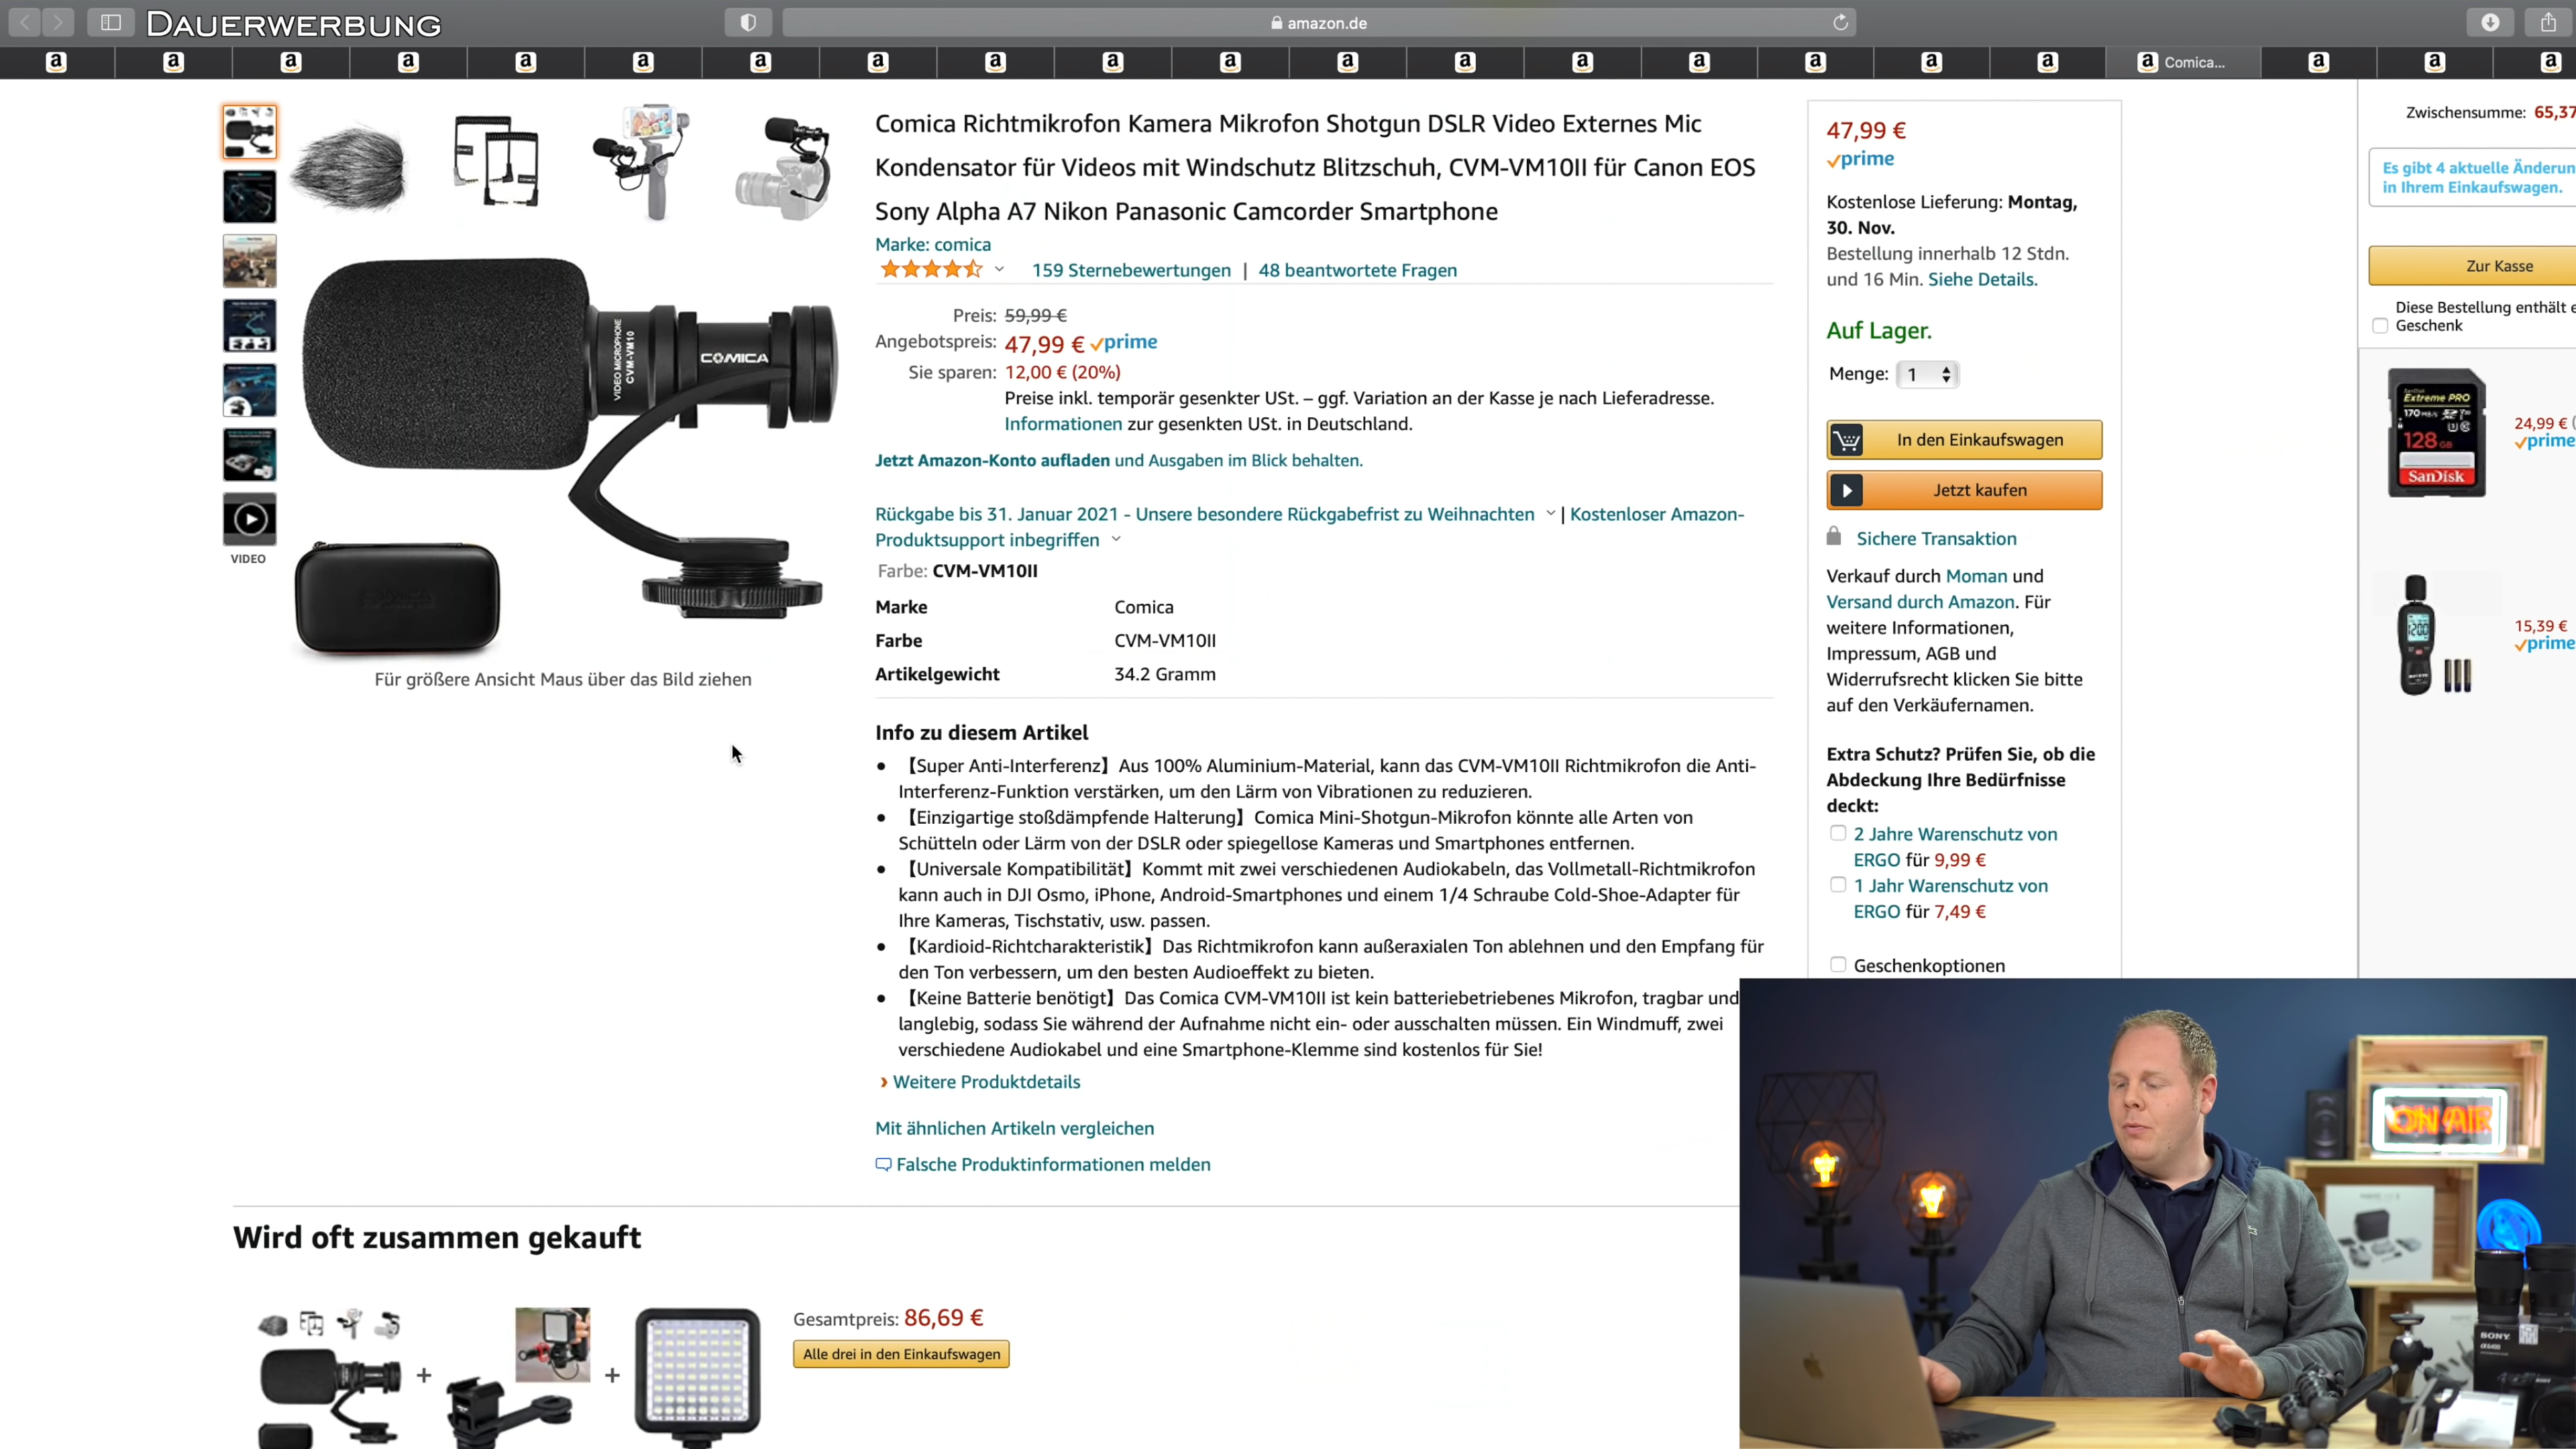 DAUERWERBUNG
amazon.de
Comica...
Comica Richtmikrofon Kamera Mikrofon Shotgun DSLR Video Externes Mic
Kondensator für Videos mit Windschutz Blitzschuh, CVM-VM10II für Canon EOS
Sony Alpha A7 Nikon Panasonic Camcorder Smartphone
Marke: comica
159 Sternebewertungen | 48 beantwortete Fragen
Preis: 59,99 €
Angebotspreis: 47,99 € prime
Sie sparen: 12,00 € (20%)
Preise inkl. temporär gesenkter USt. – ggf. Variation an der Kasse je nach Lieferadresse.
Informationen zur gesenkten USt. in Deutschland.
Jetzt Amazon-Konto aufladen und Ausgaben im Blick behalten.
Rückgabe bis 31. Januar 2021 - Unsere besondere Rückgabefrist zu Weihnachten | Kostenloser Amazon-
Produktsupport inbegriffen
Farbe: CVM-VM10II
Marke Comica
Farbe CVM-VM10II
Artikelgewicht 34.2 Gramm
Info zu diesem Artikel
【Super Anti-Interferenz】Aus 100% Aluminium-Material, kann das CVM-VM10II Richtmikrofon die Anti-
Interferenz-Funktion verstärken, um den Lärm von Vibrationen zu reduzieren.
【Einzigartige stoßdämpfende Halterung】Comica Mini-Shotgun-Mikrofon könnte alle Arten von
Schütteln oder Lärm von der DSLR oder spiegellose Kameras und Smartphones entfernen.
【Universale Kompatibilität】Kommt mit zwei verschiedenen Audiokabeln, das Vollmetall-Richtmikrofon
kann auch in DJI Osmo, iPhone, Android-Smartphones und einem 1/4 Schraube Cold-Shoe-Adapter für
Ihre Kameras, Tischstativ, usw. passen.
【Kardioid-Richtcharakteristik】Das Richtmikrofon kann außeraxialen Ton ablehnen und den Empfang für
den Ton verbessern, um den besten Audioeffekt zu bieten.
【Keine Batterie benötigt】Das Comica CVM-VM10II ist kein batteriebetriebenes Mikrofon, tragbar und
langlebig, sodass Sie während der Aufnahme nicht ein- oder ausschalten müssen. Ein Windmuff, zwei
verschiedene Audiokabel und eine Smartphone-Klemme sind kostenlos für Sie!
› Weitere Produktdetails
Mit ähnlichen Artikeln vergleichen
Falsche Produktinformationen melden
VIDEO MICROPHONE
CVM-VM10
COMICA
VIDEO
Für größere Ansicht Maus über das Bild ziehen
47,99 €
prime
Kostenlose Lieferung: Montag,
30. Nov.
Bestellung innerhalb 12 Stdn.
und 16 Min. Siehe Details.
Auf Lager.
Menge: 1
In den Einkaufswagen
Jetzt kaufen
Sichere Transaktion
Verkauf durch Moman und
Versand durch Amazon. Für
weitere Informationen,
Impressum, AGB und
Widerrufsrecht klicken Sie bitte
auf den Verkäufernamen.
Extra Schutz? Prüfen Sie, ob die
Abdeckung Ihre Bedürfnisse
deckt:
2 Jahre Warenschutz von
ERGO für 9,99 €
1 Jahr Warenschutz von
ERGO für 7,49 €
Geschenkoptionen
Zwischensumme: 65,37
Es gibt 4 aktuelle Änderun
in Ihrem Einkaufswagen.
Zur Kasse
Diese Bestellung enthält e
Geschenk
SanDisk
Extreme PRO
170 MB/s
128 GB
SanDisk
24,99 €
prime
15,39 €
prime
Wird oft zusammen gekauft
Gesamtpreis: 86,69 €
Alle drei in den Einkaufswagen
ON AIR
SONY